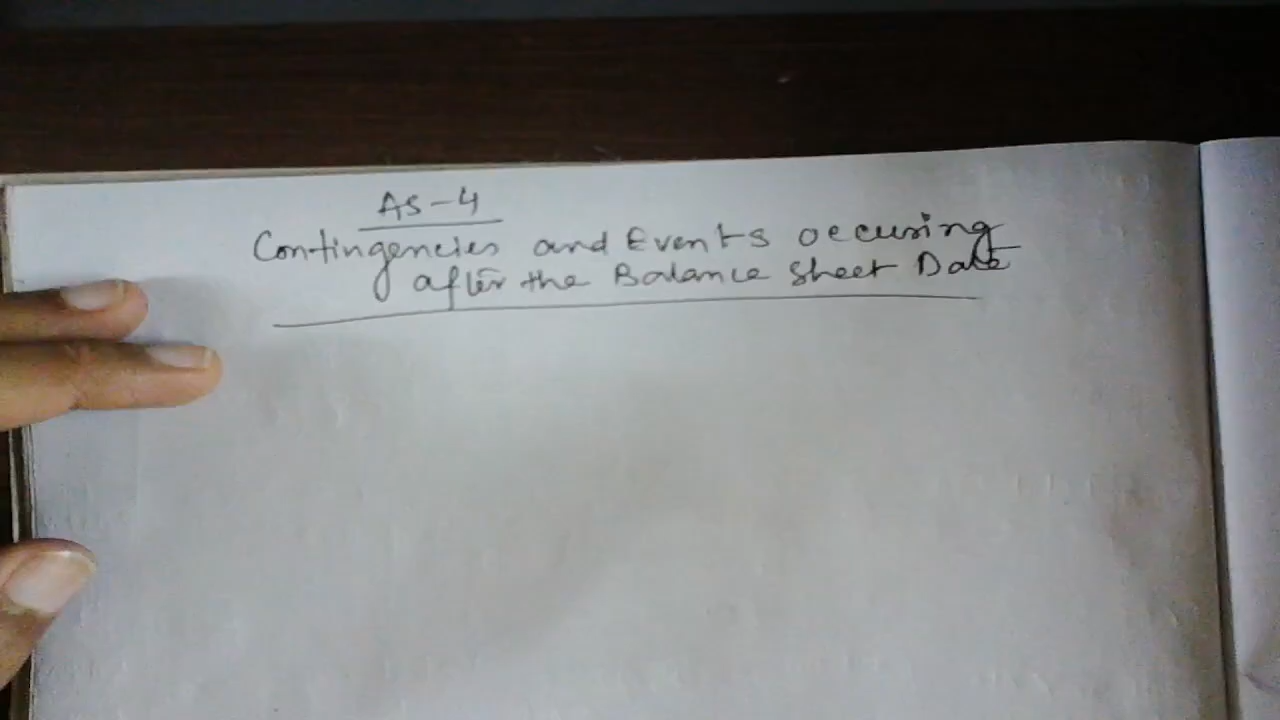 AS-4
Contingencies and Events occuring
after the Balance Sheet Date